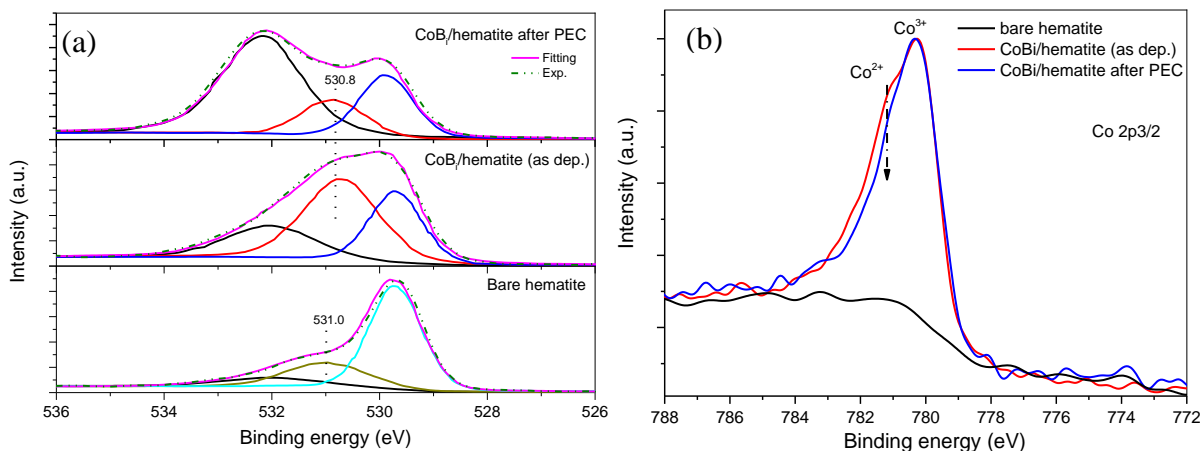 (a)
CoBi/hematite after PEC
Fitting
Exp.
530.8
CoBi/hematite (as dep.)
Bare hematite
531.0
536 534 532 530 528 526
Binding energy (eV)
Intensity (a.u.)
(b)
Co3+
Co2+
bare hematite
CoBi/hematite (as dep.)
CoBi/hematite after PEC
Co 2p3/2
788 786 784 782 780 778 776 774 772
Binding energy (eV)
Intensity (a.u.)